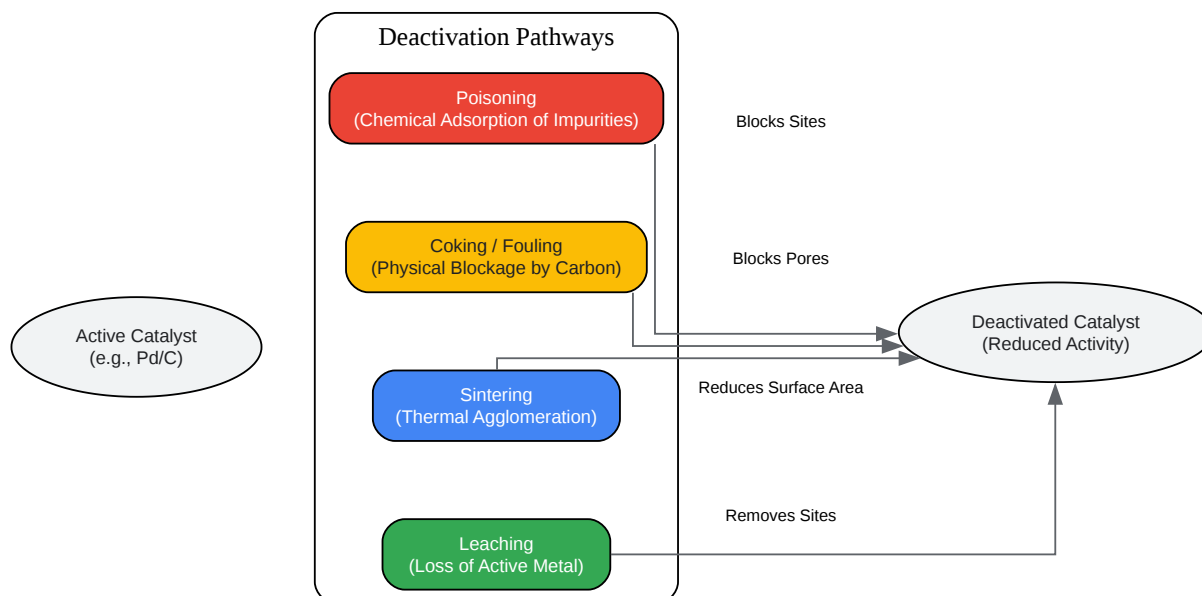 Deactivation Pathways
Poisoning
(Chemical Adsorption of Impurities)
Blocks Sites
Coking / Fouling
(Physical Blockage by Carbon)
Blocks Pores
Active Catalyst
(e.g., Pd/C)
Deactivated Catalyst
(Reduced Activity)
Sintering
(Thermal Agglomeration)
Reduces Surface Area
Leaching
(Loss of Active Metal)
Removes Sites